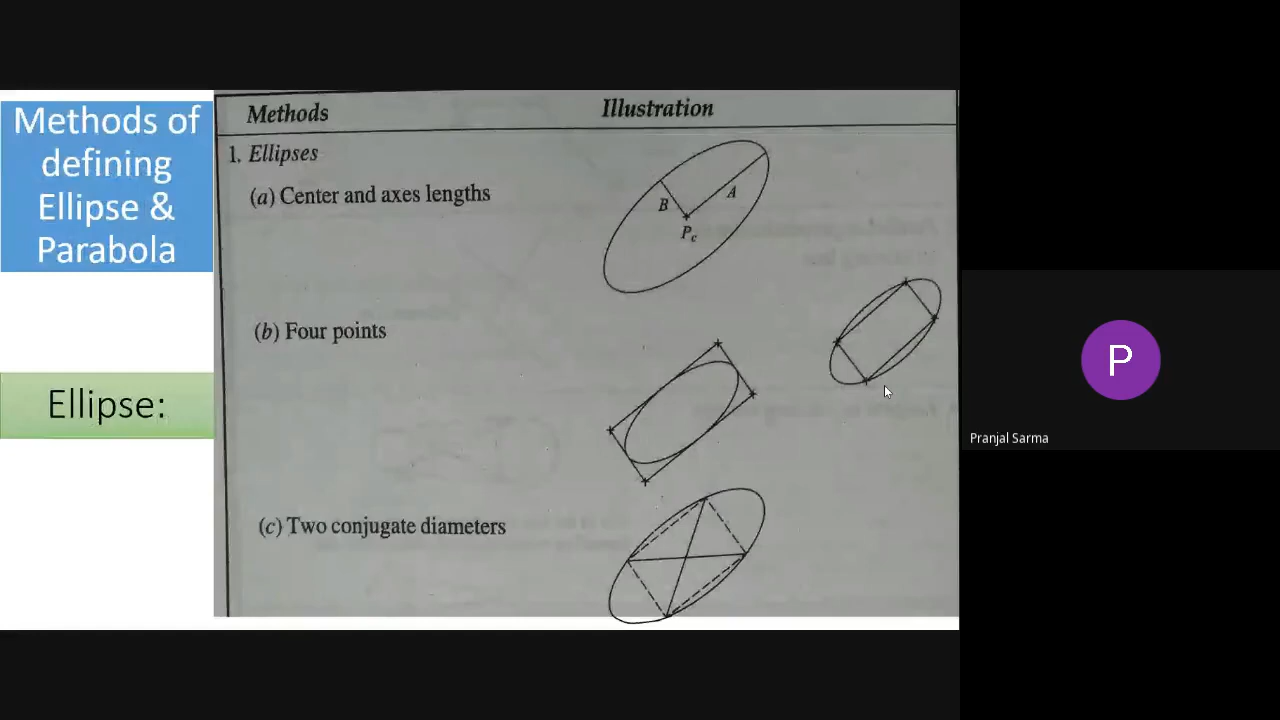 Methods of
defining
Ellipse &
Parabola
Ellipse:
Methods Illustration
1. Ellipses
(a) Center and axes lengths
B A
Pc
(b) Four points
(c) Two conjugate diameters
P
Pranjal Sarma